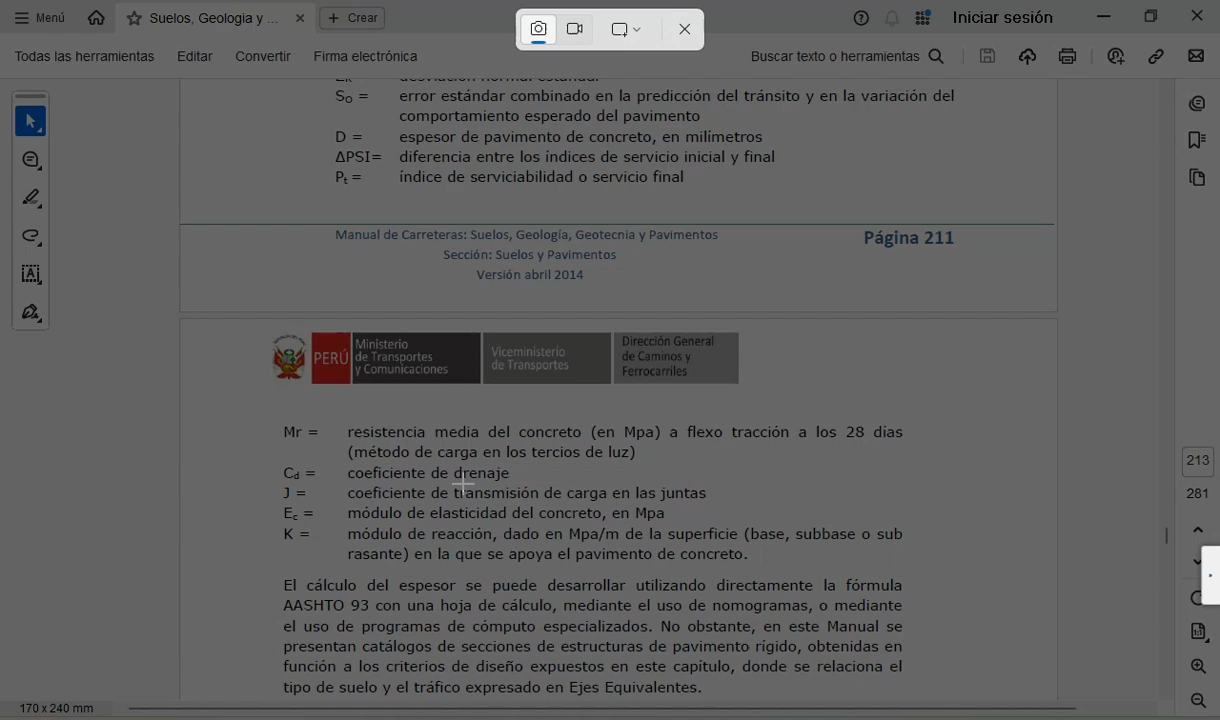 Menú
Suelos, Geologia y ...
Crear
Iniciar sesión
Todas las herramientas
Editar
Convertir
Firma electrónica
Buscar texto o herramientas
desviación normal estándar
So = error estándar combinado en la predicción del tránsito y en la variación del
comportamiento esperado del pavimento
D = espesor de pavimento de concreto, en milímetros
ΔPSI= diferencia entre los índices de servicio inicial y final
Pt = índice de serviciabilidad o servicio final
Manual de Carreteras: Suelos, Geología, Geotecnia y Pavimentos
Página 211
Sección: Suelos y Pavimentos
Versión abril 2014
PERÚ
Ministerio
de Transportes
y Comunicaciones
Viceministerio
de Transportes
Dirección General
de Caminos y
Ferrocarriles
Mr = resistencia media del concreto (en Mpa) a flexo tracción a los 28 días
(método de carga en los tercios de luz)
Cd = coeficiente de drenaje
J = coeficiente de transmisión de carga en las juntas
Ec = módulo de elasticidad del concreto, en Mpa
K = módulo de reacción, dado en Mpa/m de la superficie (base, subbase o sub
rasante) en la que se apoya el pavimento de concreto.
El cálculo del espesor se puede desarrollar utilizando directamente la fórmula
AASHTO 93 con una hoja de cálculo, mediante el uso de nomogramas, o mediante
el uso de programas de cómputo especializados. No obstante, en este Manual se
presentan catálogos de secciones de estructuras de pavimento rígido, obtenidas en
función a los criterios de diseño expuestos en este capítulo, donde se relaciona el
tipo de suelo y el tráfico expresado en Ejes Equivalentes.
213
281
170 x 240 mm